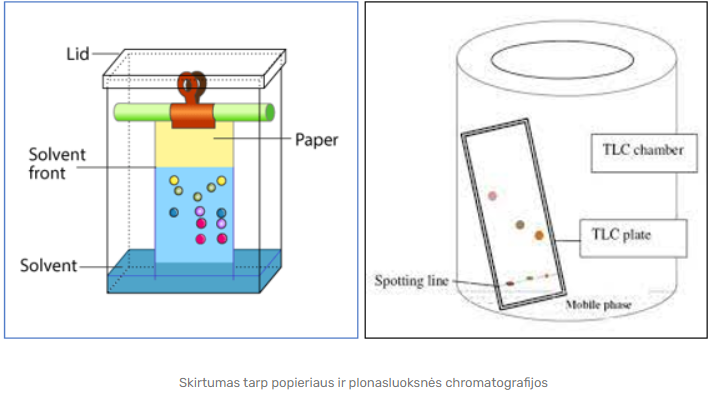 Lid
Paper
Solvent
front
Solvent
TLC chamber
TLC plate
Spotting line
Mobile phase
Skirtumas tarp popieriaus ir plonasluoksnės chromatografijos